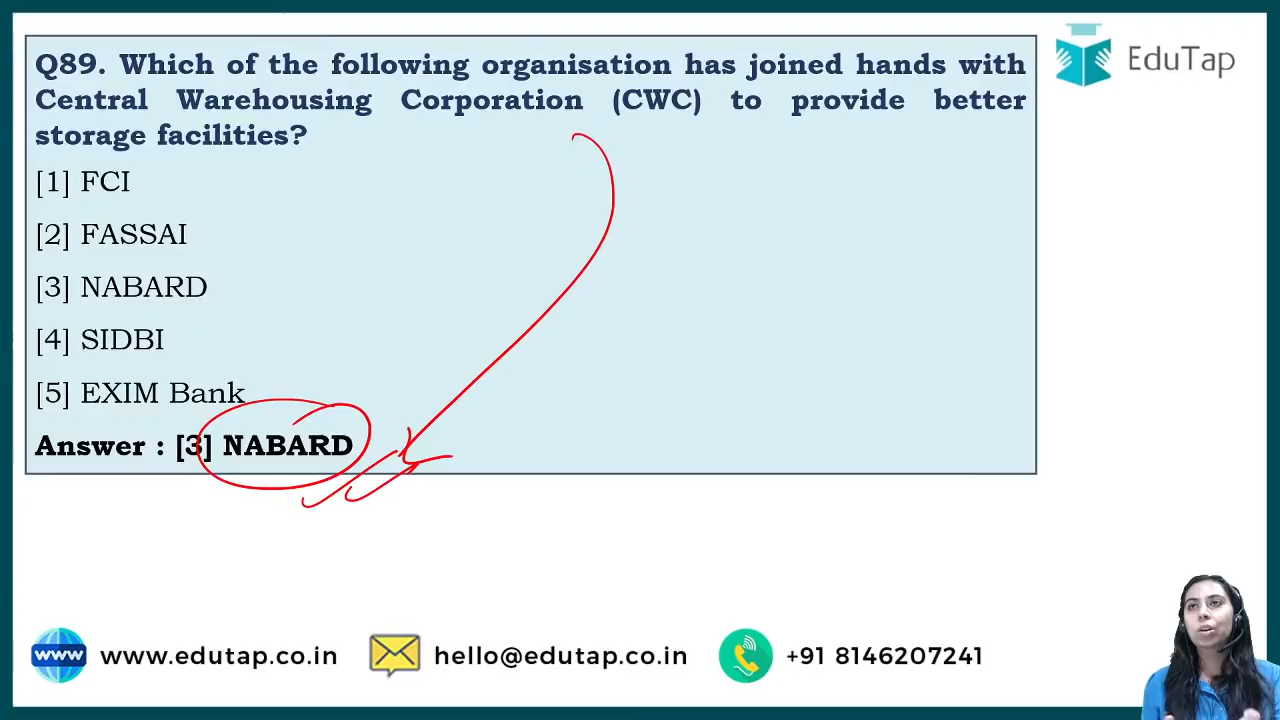 Q89. Which of the following organisation has joined hands with
Central Warehousing Corporation (CWC) to provide better
storage facilities?
[1] FCI
[2] FASSAI
[3] NABARD
[4] SIDBI
[5] EXIM Bank
Answer : [3] NABARD
EduTap
www
www.edutap.co.in
hello@edutap.co.in
+91 8146207241